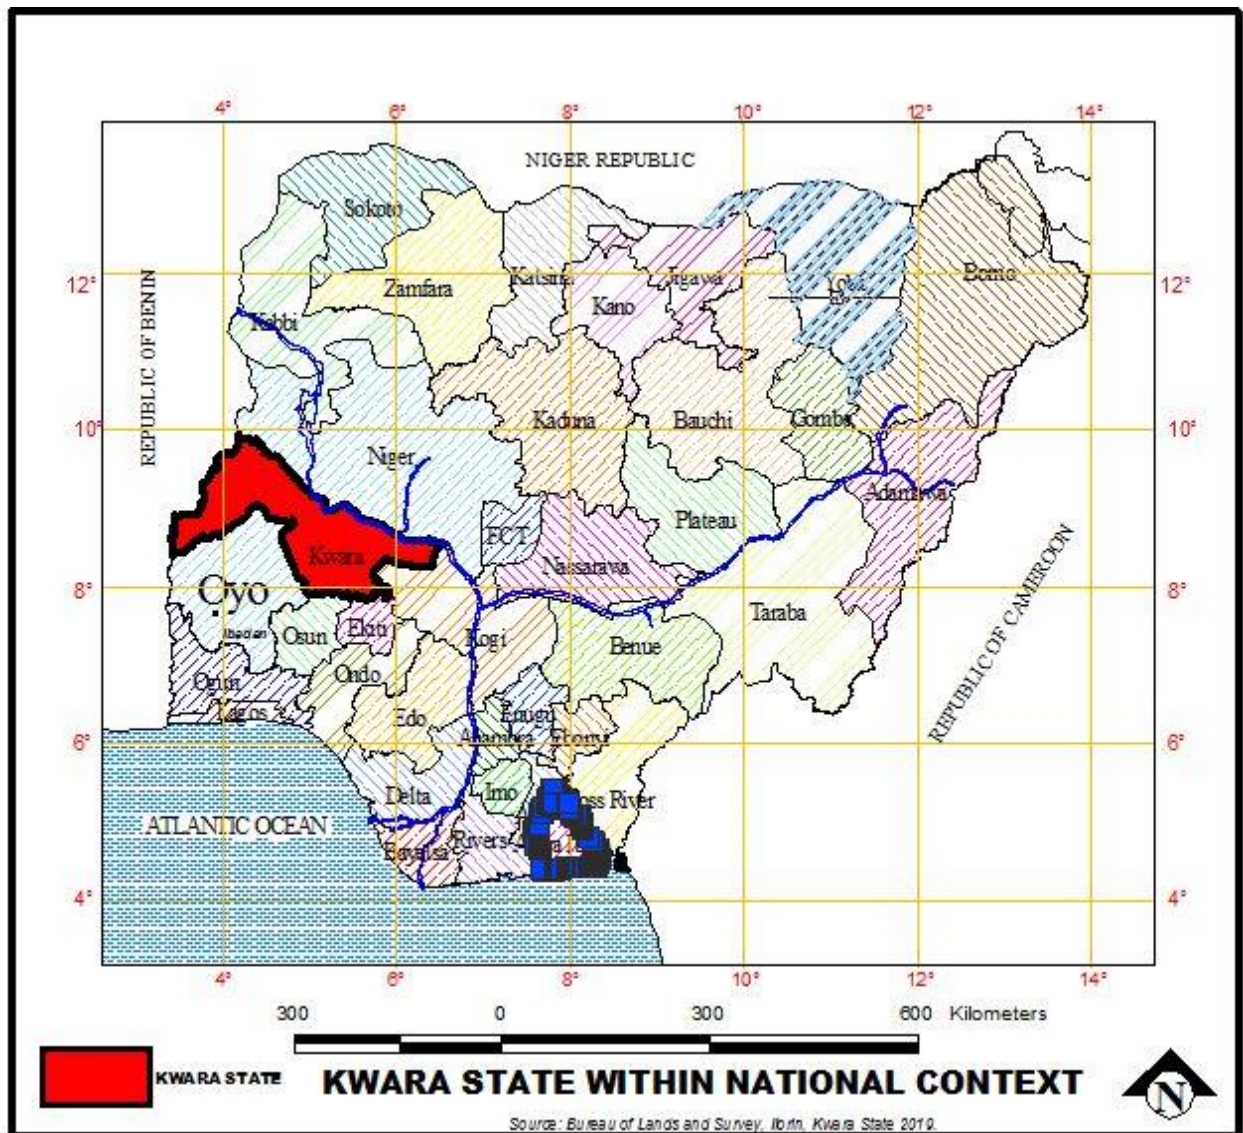 4° 6° 8° 10° 12° 14°
NIGER REPUBLIC
Sokoto
REPUBLIC OF BENIN
12° Zamfara Katsina Kano Jigawa Yobe Borno 12°
Kebbi
10° Niger Kaduna Bauchi Gombe 10°
Adamawa
Plateau
FCT
Kwara Nassarawa
REPUBLIC OF CAMEROON
8° Oyo 8°
Taraba
Ibadan Osun Ekiti Kogi Benue
Ogun Ondo
Lagos Edo Enugu
6° Anambra Ebonyi 6°
Delta Imo oss River
ATLANTIC OCEAN
Rivers
Bayalsa
4° 4°
4° 6° 8° 10° 12° 14°
300 0 300 600 Kilometers
KWARA STATE
KWARA STATE WITHIN NATIONAL CONTEXT
N
Source: Bureau of Lands and Survey, Ilorin, Kwara State 2019.